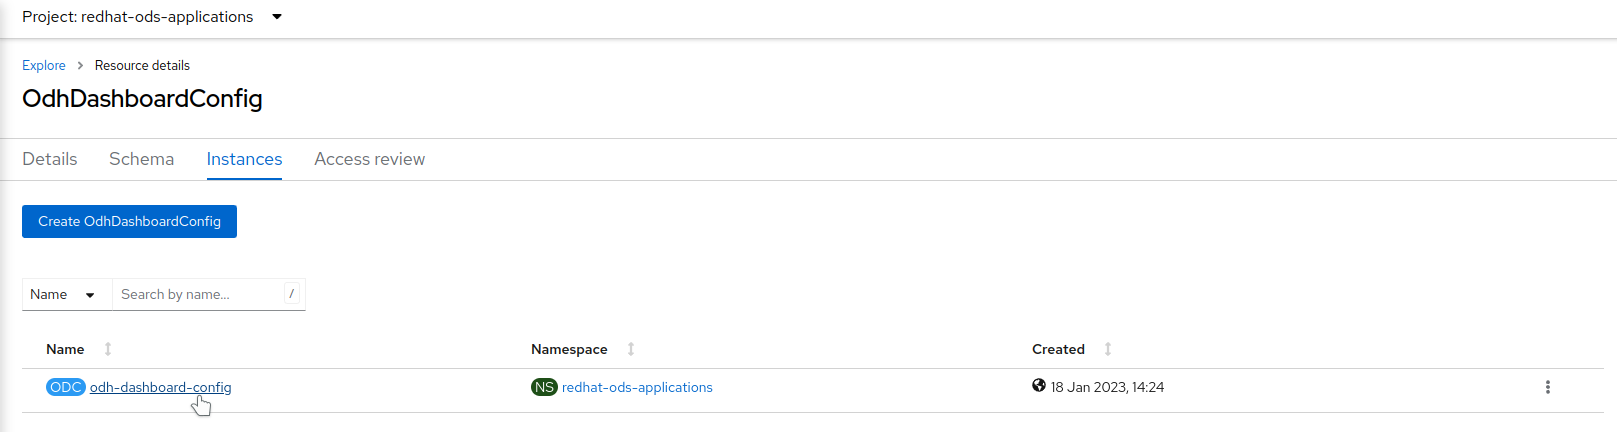 Project: redhat-ods-applications
Explore > Resource details
OdhDashboardConfig
Details Schema Instances Access review
Create OdhDashboardConfig
Name Search by name... /
Name Namespace Created
ODC odh-dashboard-config NS redhat-ods-applications 18 Jan 2023, 14:24